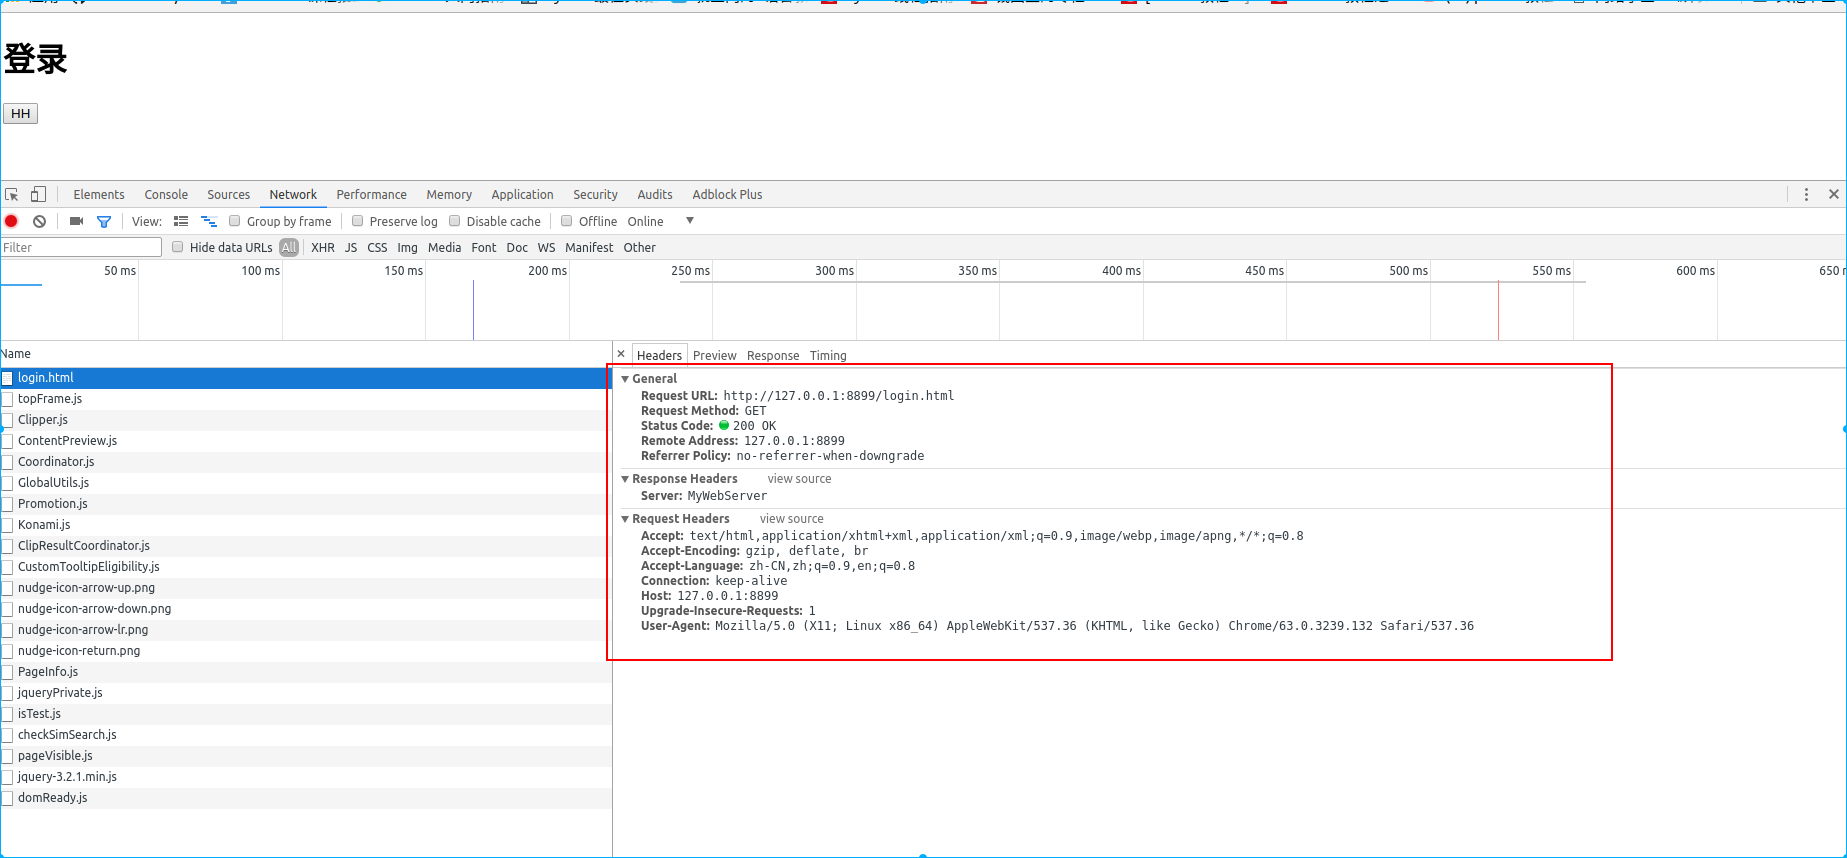 登录
HH
Elements Console Sources Network Performance Memory Application Security Audits Adblock Plus
View: Group by frame Preserve log Disable cache Offline Online
Filter Hide data URLs All XHR JS CSS Img Media Font Doc WS Manifest Other
50 ms 100 ms 150 ms 200 ms 250 ms 300 ms 350 ms 400 ms 450 ms 500 ms 550 ms 600 ms 650
Name
login.html
topFrame.js
Clipper.js
ContentPreview.js
Coordinator.js
GlobalUtils.js
Promotion.js
Konami.js
ClipResultCoordinator.js
CustomTooltipEligibility.js
nudge-icon-arrow-up.png
nudge-icon-arrow-down.png
nudge-icon-arrow-lr.png
nudge-icon-return.png
PageInfo.js
jqueryPrivate.js
isTest.js
checkSimSearch.js
pageVisible.js
jquery-3.2.1.min.js
domReady.js
× Headers Preview Response Timing
General
Request URL: http://127.0.0.1:8899/login.html
Request Method: GET
Status Code: 200 OK
Remote Address: 127.0.0.1:8899
Referrer Policy: no-referrer-when-downgrade
Response Headers view source
Server: MyWebServer
Request Headers view source
Accept: text/html,application/xhtml+xml,application/xml;q=0.9,image/webp,image/apng,*/*;q=0.8
Accept-Encoding: gzip, deflate, br
Accept-Language: zh-CN,zh;q=0.9,en;q=0.8
Connection: keep-alive
Host: 127.0.0.1:8899
Upgrade-Insecure-Requests: 1
User-Agent: Mozilla/5.0 (X11; Linux x86_64) AppleWebKit/537.36 (KHTML, like Gecko) Chrome/63.0.3239.132 Safari/537.36